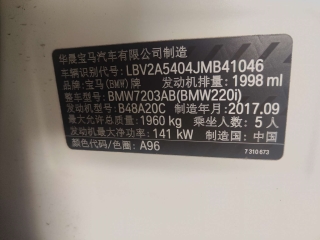 华晨宝马汽车有限公司制造
车辆识别代号: LBV2A5404JMB41046
品牌: 宝马(BMW)牌 发动机排量: 1998 ml
整车型号: BMW7203AB(BMW220i)
发动机型号: B48A20C 制造年月: 2017.09
最大允许总质量: 1960 kg 乘坐人数: 5 人
发动机最大净功率: 141 kW 制造国: 中国
颜色代码/色圈: A96
7 310 673